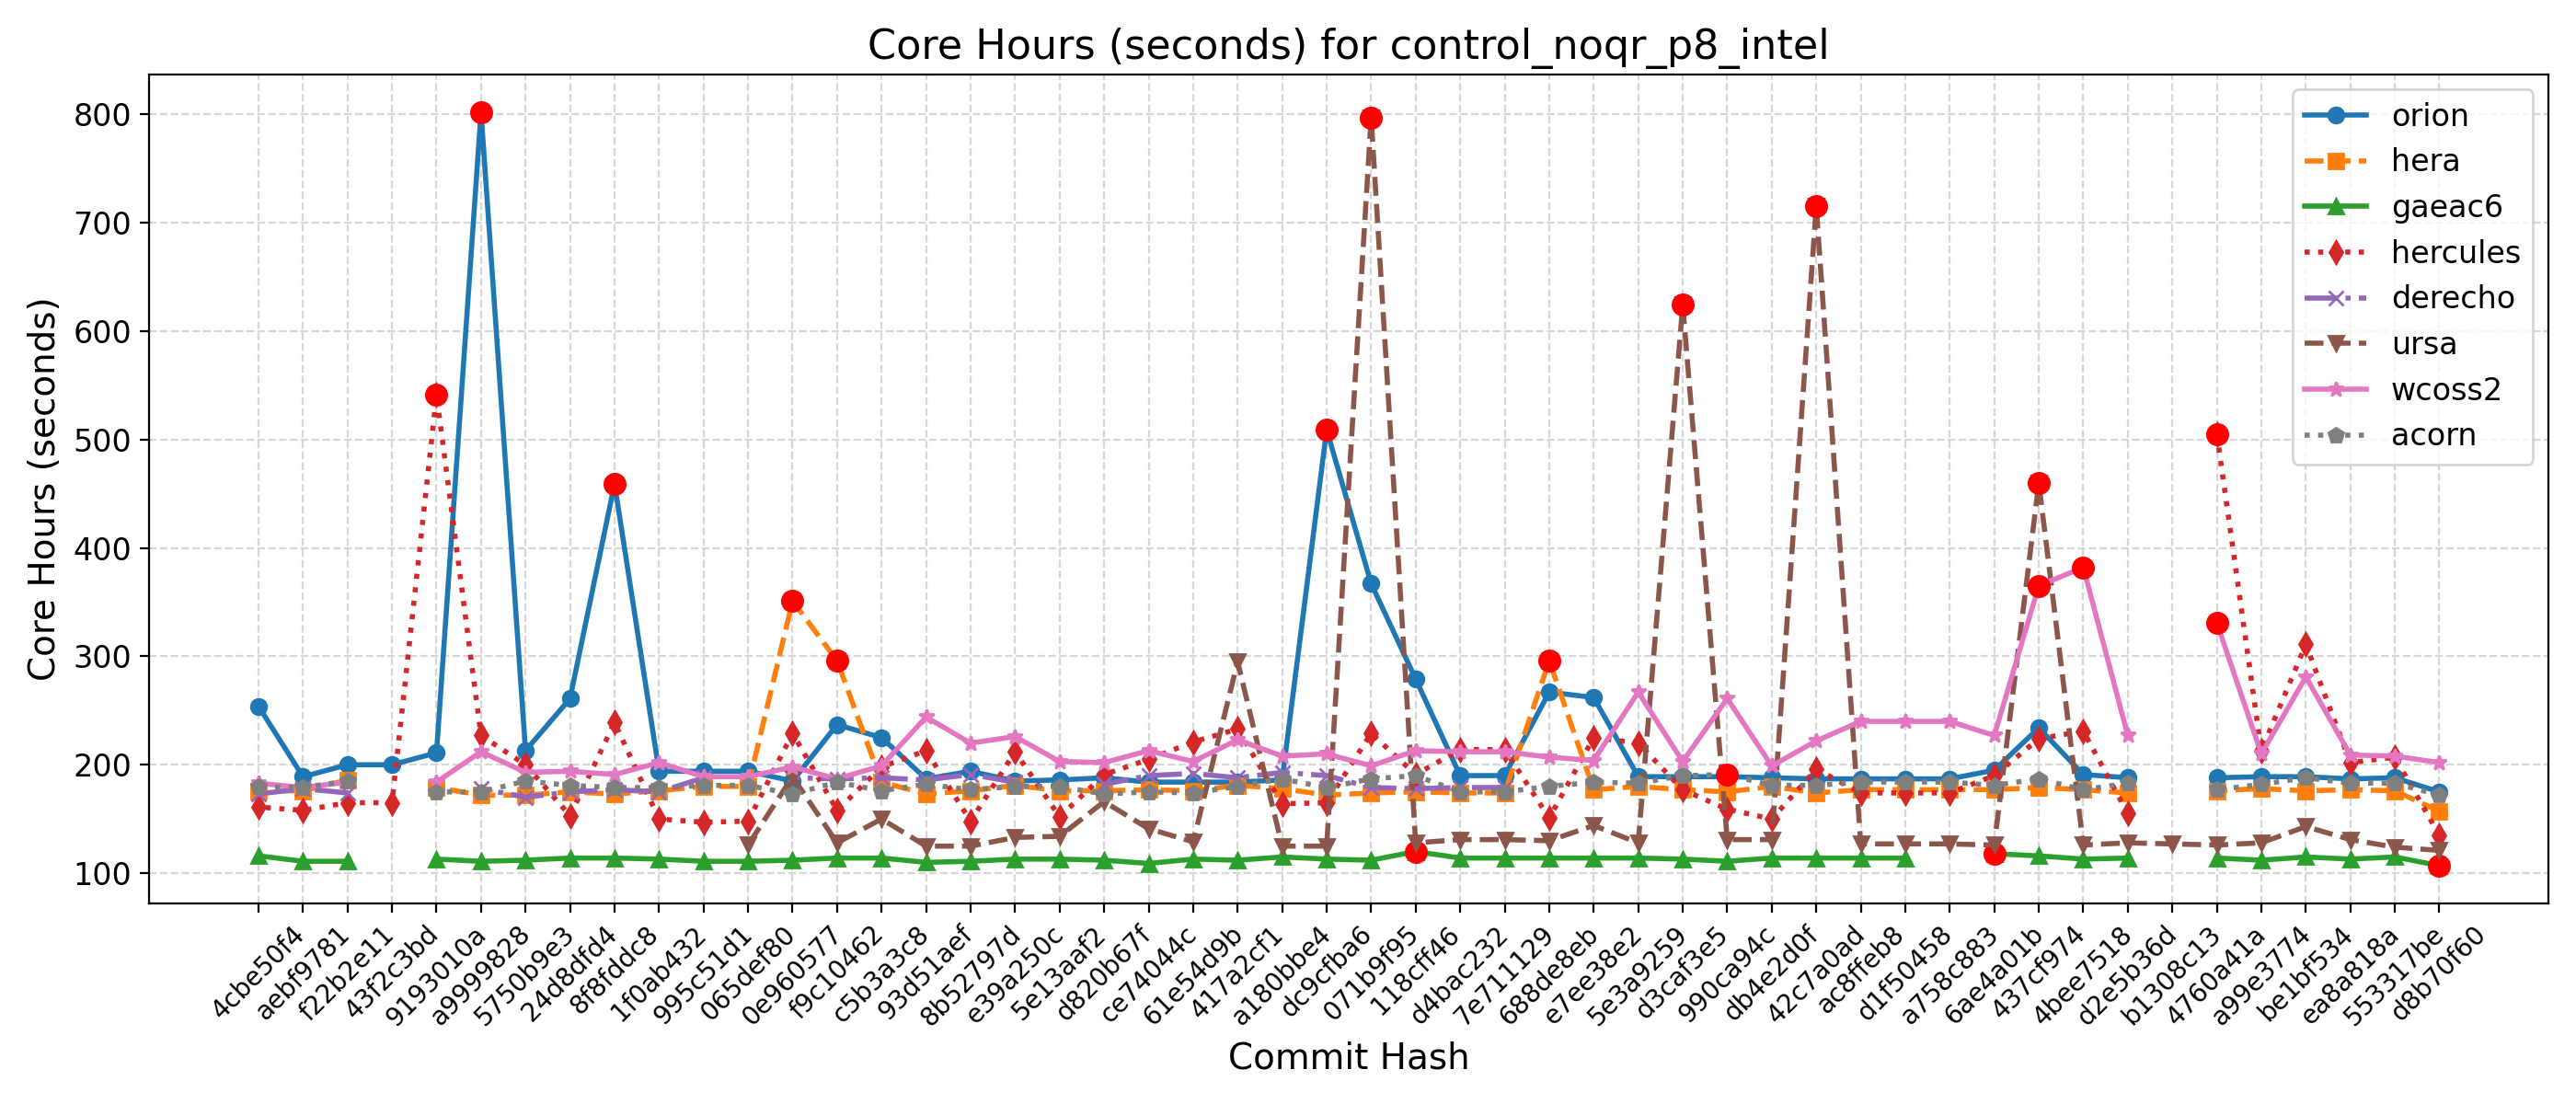 Core Hours (seconds) for control_noqr_p8_intel
Core Hours (seconds)
800
700
600
500
400
300
200
100
orion
hera
gaeac6
hercules
derecho
ursa
wcoss2
acorn
4cbe50f4
aebf9781
f22b2e11
43f2c3bd
9193010a
a9999828
5750b9e3
24d8dfd4
8f8fddc8
1f0ab432
995c51d1
065def80
0e960577
f9c10462
c5b3a3c8
93d51aef
8b52797d
e39a250c
5e13aaf2
d820b67f
ce74044c
61e54d9b
417a2cf1
a180bbe4
dc9cfba6
071b9f95
118cff46
d4bac232
7e711129
688de8eb
e7ee38e2
5e3a9259
d3caf3e5
990ca94c
db4e2d0f
42c7a0ad
ac8ffeb8
d1f50458
a758c883
6ae4a01b
437cf974
4bee7518
d2e5b36d
b1308c13
4760a41a
a99e3774
be1bf534
ea8a818a
553317be
d8b70f60
Commit Hash